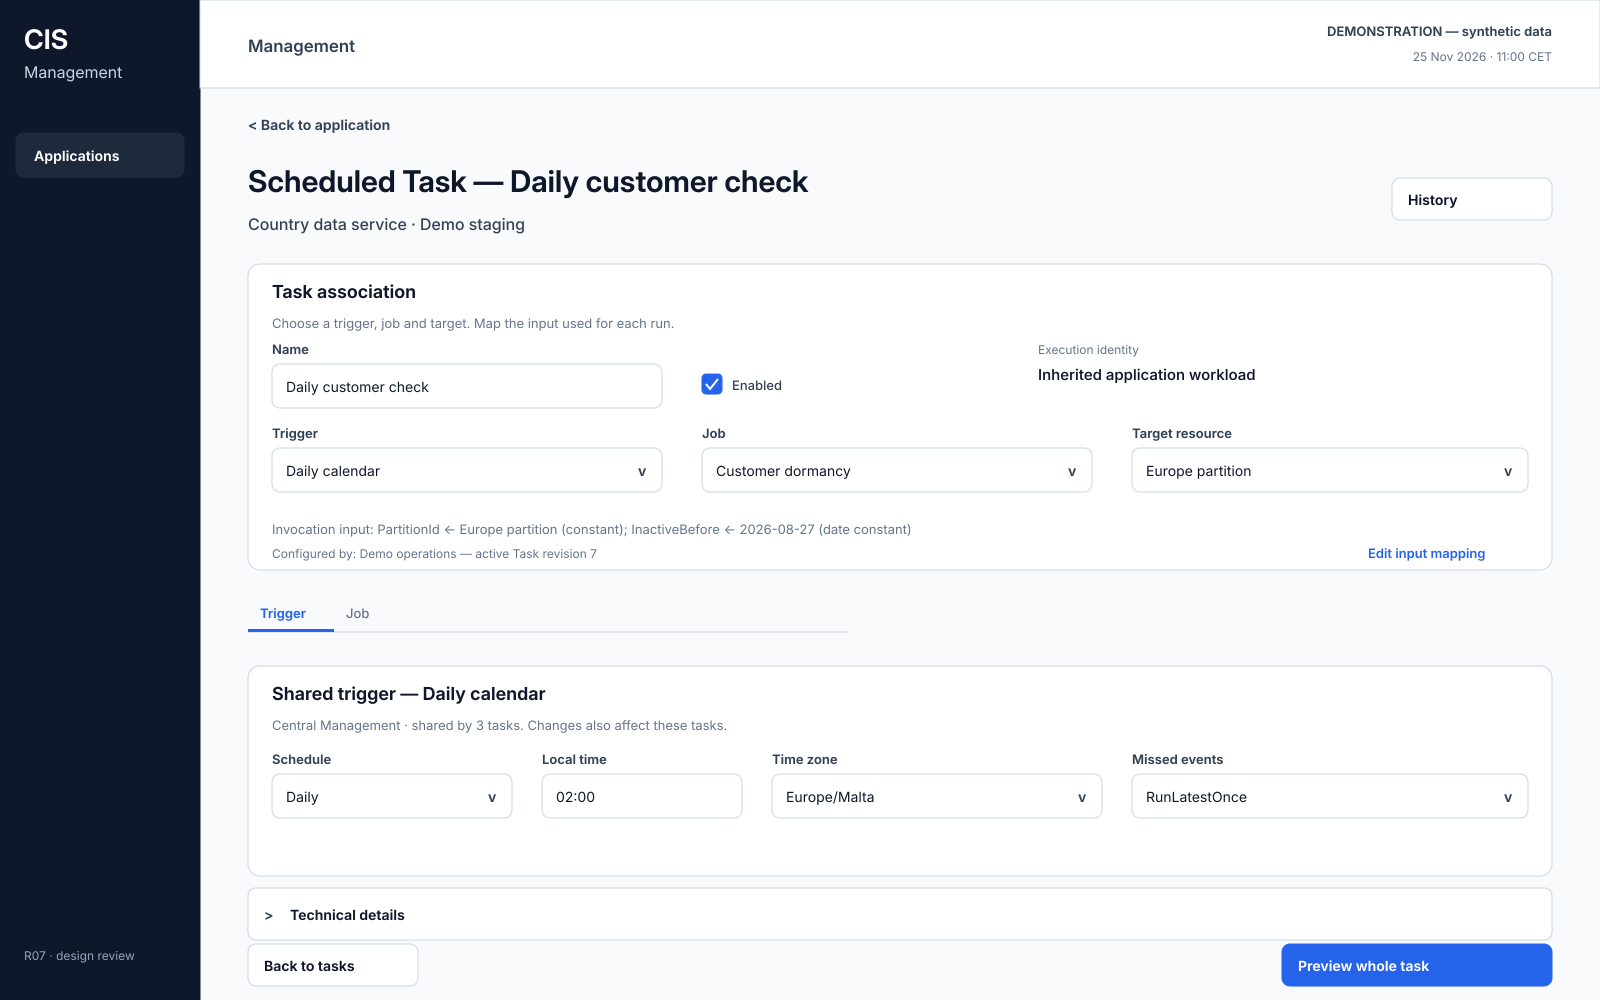 CIS
Management
Applications
R07 · design review
Management
DEMONSTRATION — synthetic data
25 Nov 2026 · 11:00 CET
< Back to application
Scheduled Task — Daily customer check
Country data service · Demo staging
History
Task association
Choose a trigger, job and target. Map the input used for each run.
Name
Daily customer check
Enabled
Execution identity
Inherited application workload
Trigger
Daily calendar v
Job
Customer dormancy v
Target resource
Europe partition v
Invocation input: PartitionId ← Europe partition (constant); InactiveBefore ← 2026-08-27 (date constant)
Configured by: Demo operations — active Task revision 7
Edit input mapping
Trigger Job
Shared trigger — Daily calendar
Central Management · shared by 3 tasks. Changes also affect these tasks.
Schedule
Daily v
Local time
02:00
Time zone
Europe/Malta v
Missed events
RunLatestOnce v
> Technical details
Back to tasks
Preview whole task